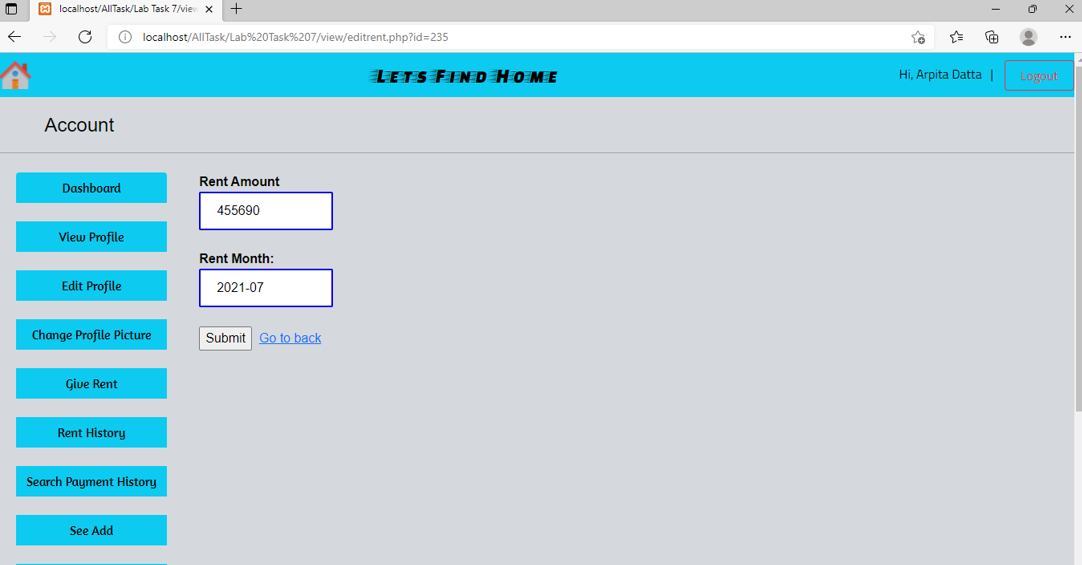 localhost/AllTask/Lab Task 7/view
localhost/AllTask/Lab%20Task%207/view/editrent.php?id=235
Lets Find Home
Hi, Arpita Datta |
Logout
Account
Dashboard
View Profile
Edit Profile
Change Profile Picture
Give Rent
Rent History
Search Payment History
See Add
Rent Amount
455690
Rent Month:
2021-07
Submit Go to back